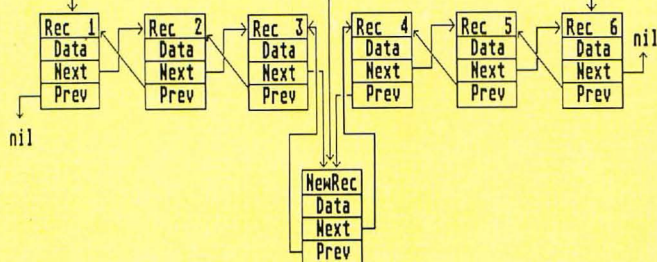 Rec 1
Data
Next
Prev
Rec 2
Data
Next
Prev
Rec 3
Data
Next
Prev
Rec 4
Data
Next
Prev
Rec 5
Data
Next
Prev
Rec 6
Data
Next
Prev
nil
nil
NewRec
Data
Next
Prev